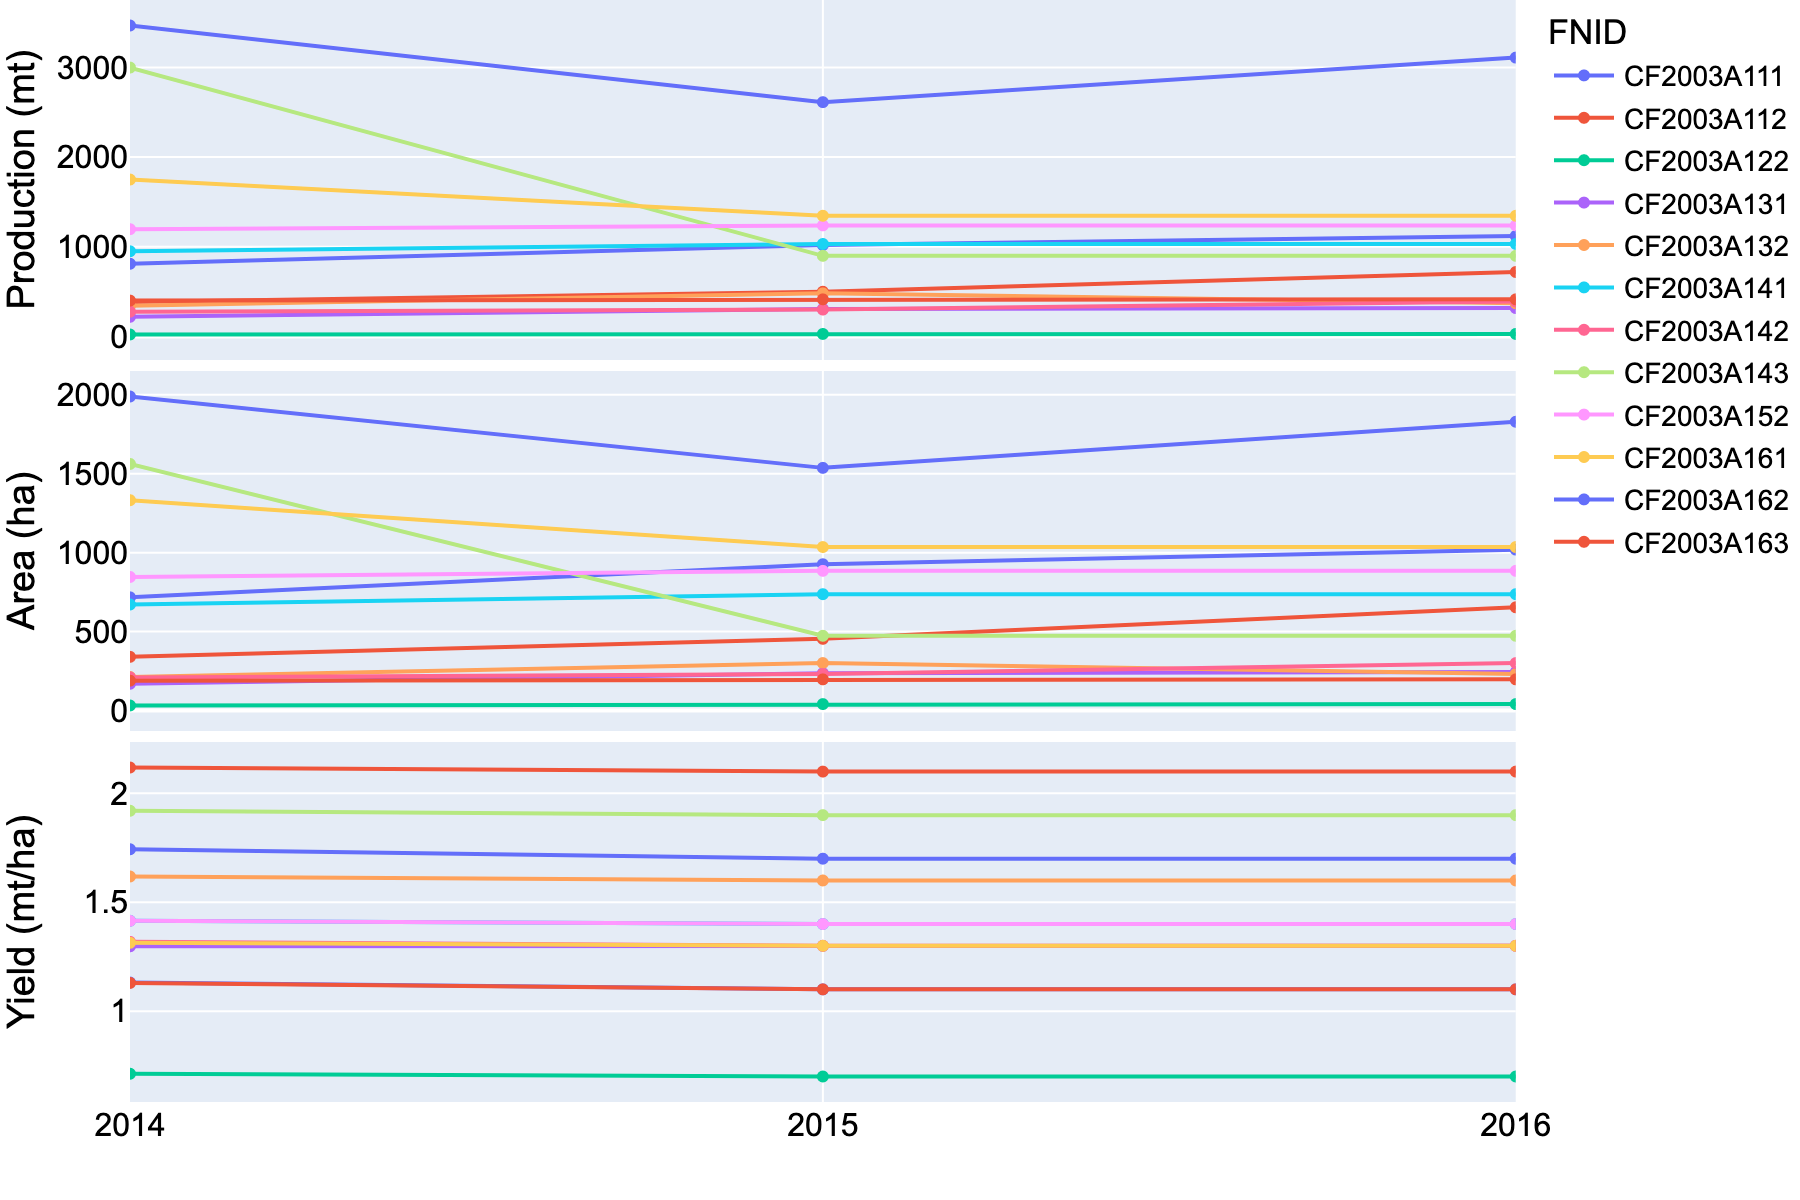 Production (mt)
3000
2000
1000
0
Area (ha)
2000
1500
1000
500
0
Yield (mt/ha)
2
1.5
1
2014
2015
2016
FNID
CF2003A111
CF2003A112
CF2003A122
CF2003A131
CF2003A132
CF2003A141
CF2003A142
CF2003A143
CF2003A152
CF2003A161
CF2003A162
CF2003A163